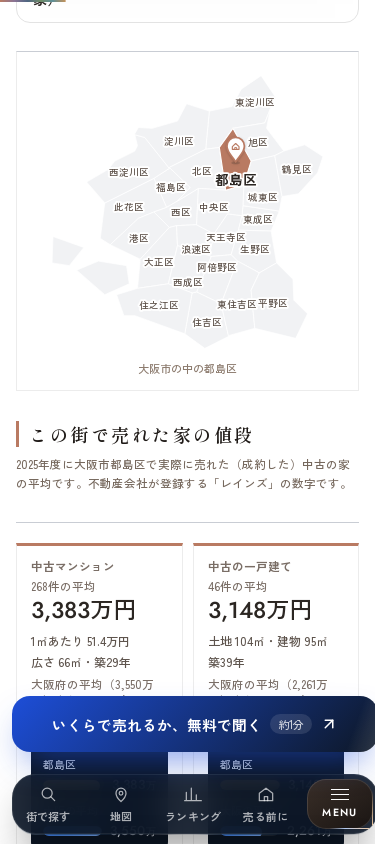 東淀川区
淀川区
旭区
西淀川区
北区
鶴見区
都島区
福島区
城東区
此花区
西区
中央区
東成区
港区
天王寺区
浪速区
生野区
大正区
阿倍野区
西成区
住之江区
東住吉区
平野区
住吉区
大阪市の中の都島区
この街で売れた家の値段
2025年度に大阪市都島区で実際に売れた（成約した）中古の家
の平均です。不動産会社が登録する「レインズ」の数字です。
中古マンション
268件の平均
3,383万円
1㎡あたり 51.4万円
広さ 66㎡・築29年
大阪府の平均（3,550万
中古の一戸建て
46件の平均
3,148万円
土地104㎡・建物 95㎡
築39年
大阪府の平均（2,261万
いくらで売れるか、無料で聞く 約1分
都島区
都島区
街で探す
地図
ランキング
売る前に
MENU